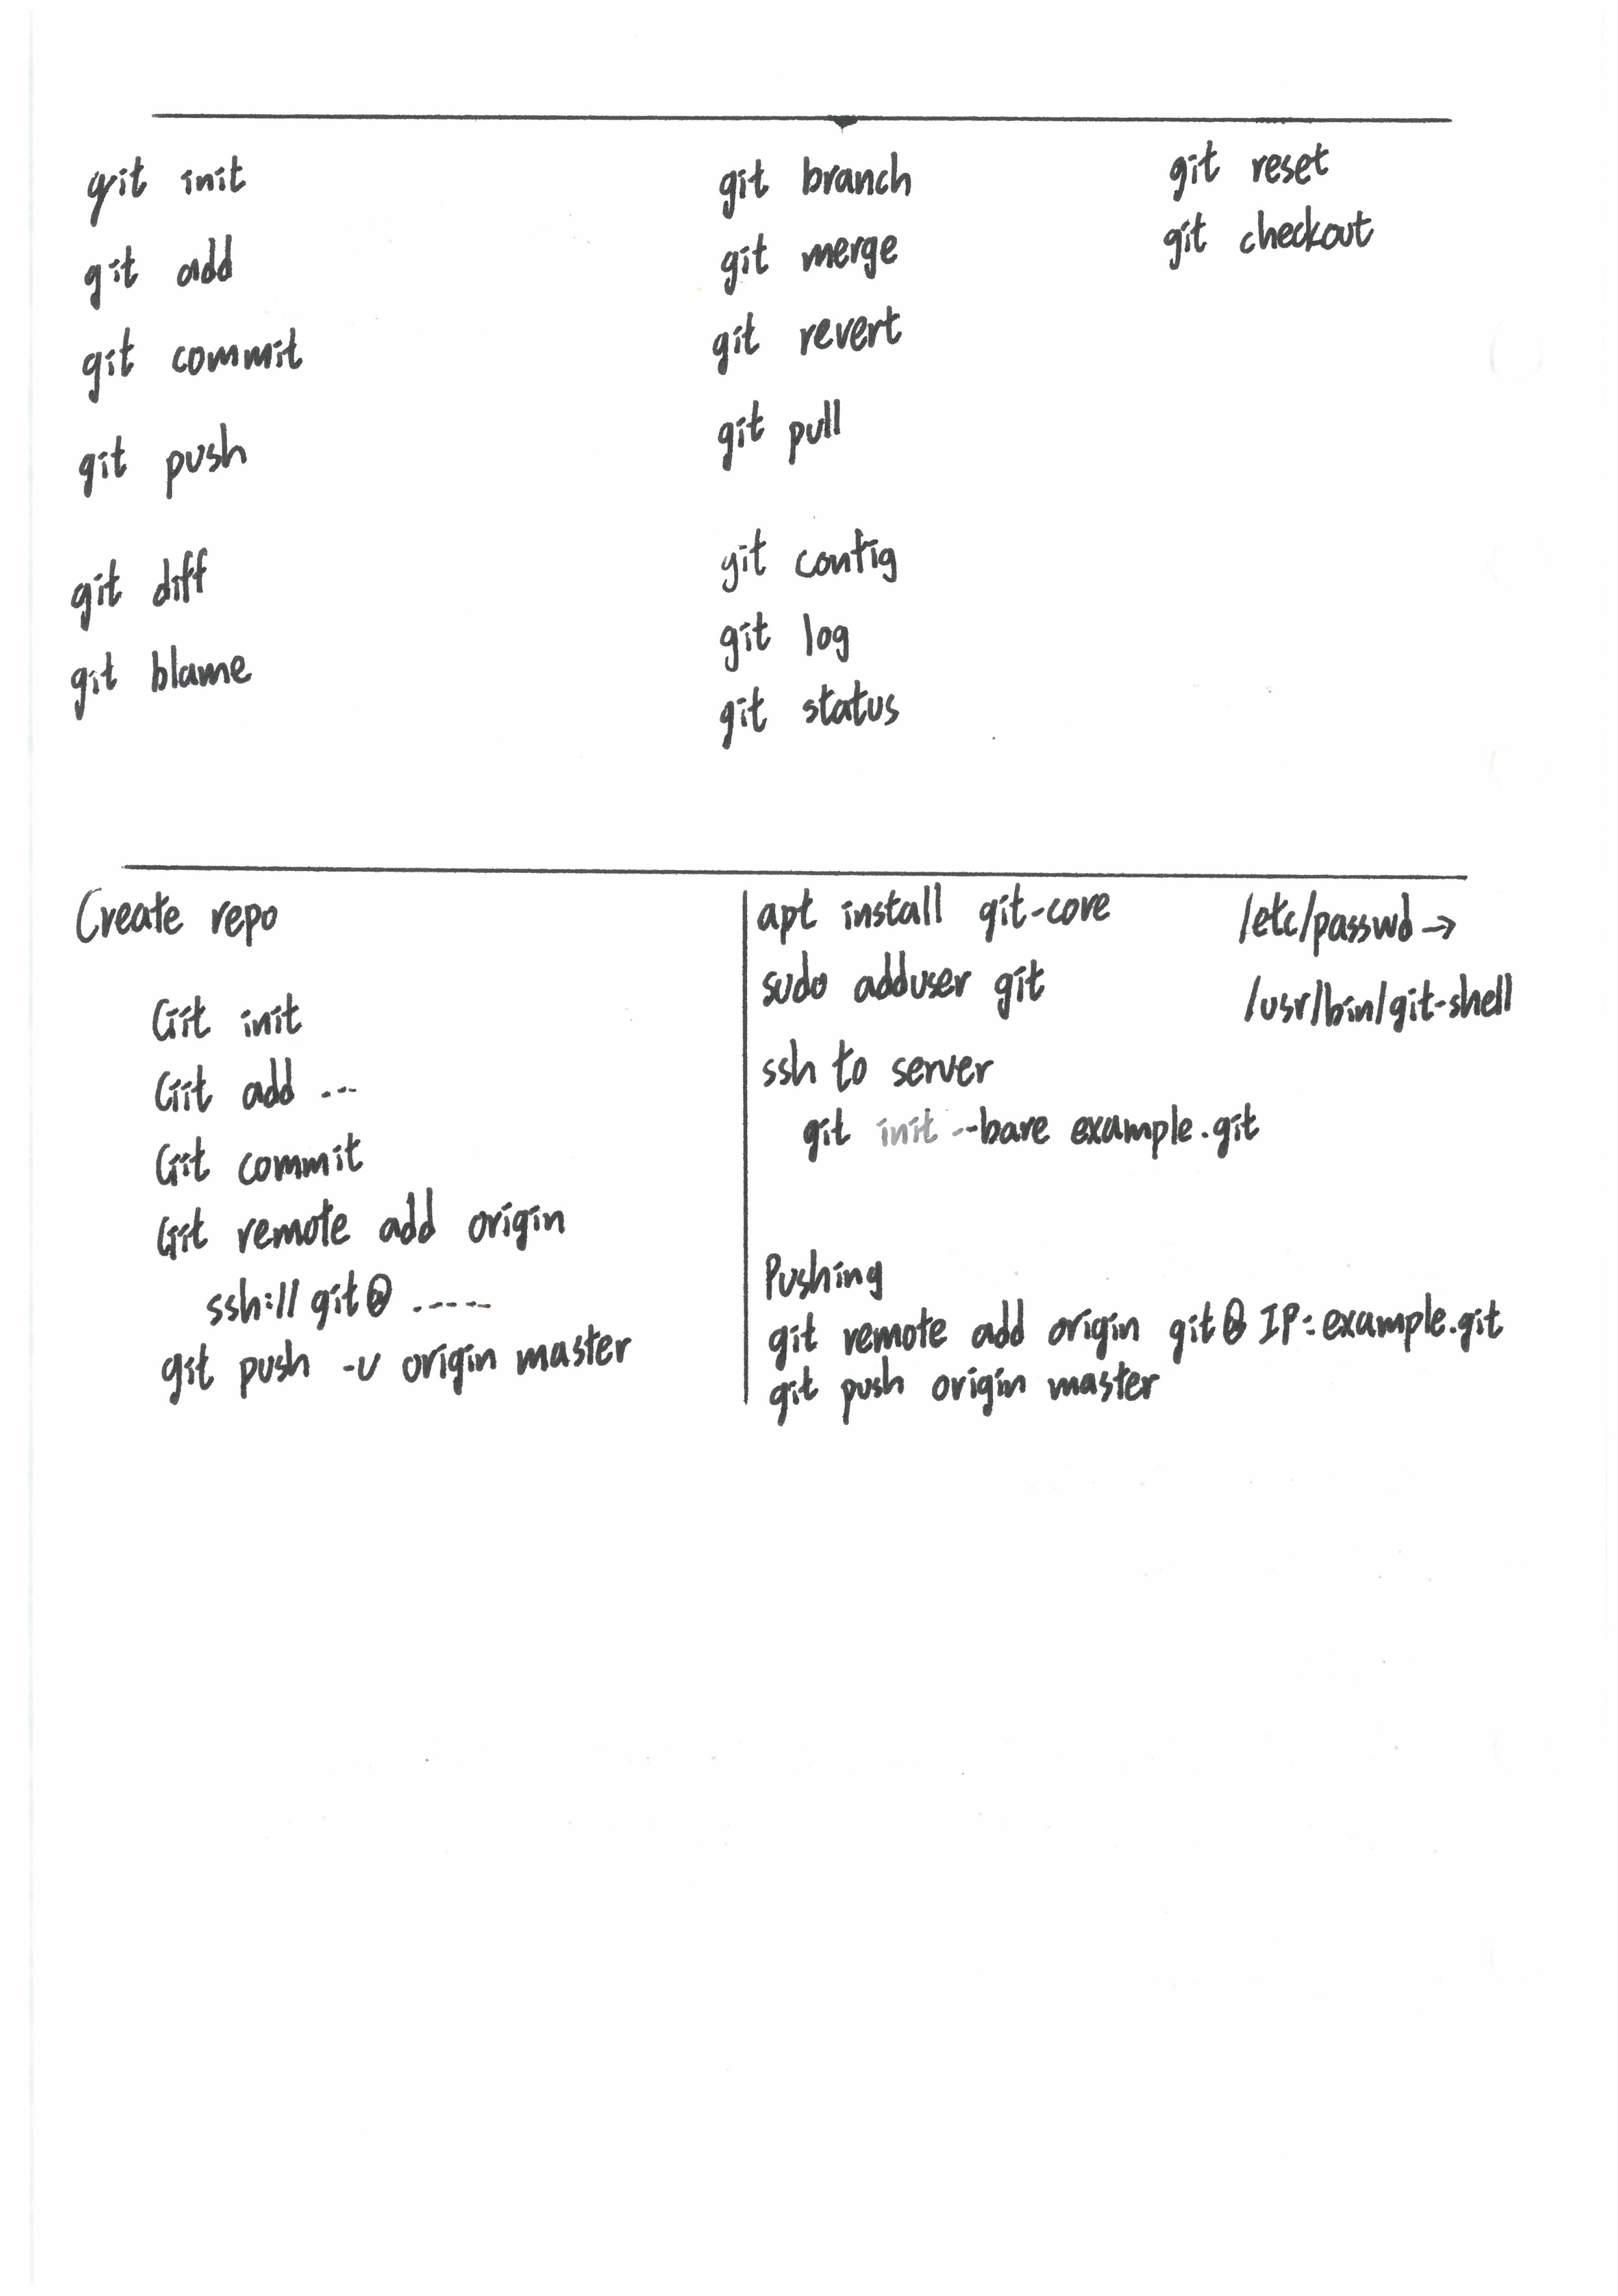 git init
git add
git commit
git push
git diff
git blame
git branch
git merge
git revert
git pull
git config
git log
git status
git reset
git checkout
Create repo
Git init
Git add ---
Git commit
Git remote add origin
ssh://git@ .----
git push -u origin master
apt install git-core
sudo adduser git
ssh to server
git init --bare example.git
/etc/passwd →
/usr/bin/git-shell
Pushing
git remote add origin git@IP:example.git
git push origin master